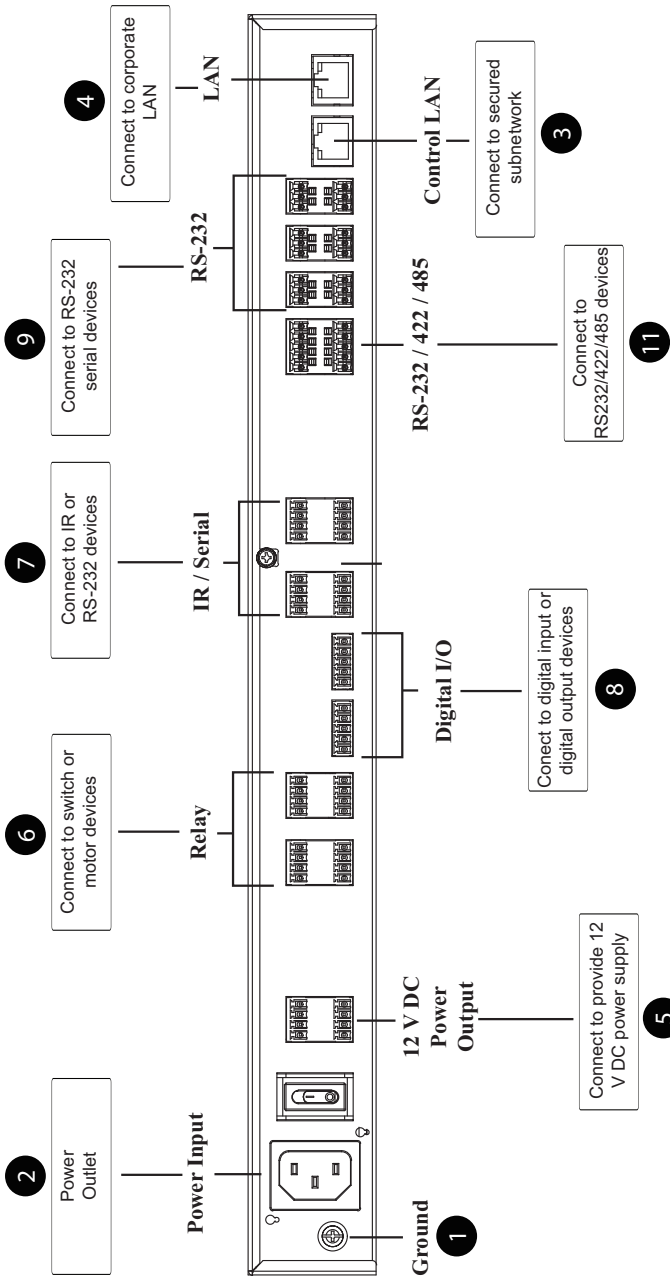 2
Power
Outlet
Power Input
6
Connect to switch or
motor devices
Relay
7
Connect to IR or
RS-232 devices
IR / Serial
9
Connect to RS-232
serial devices
RS-232
4
Connect to corporate
LAN
LAN
Ground
1
12 V DC
Power
Output
Connect to provide 12
V DC power supply
5
Digital I/O
Conect to digital input or
digital output devices
8
RS-232 / 422 / 485
Connect to
RS232/422/485 devices
11
Control LAN
Connect to secured
subnetwork
3